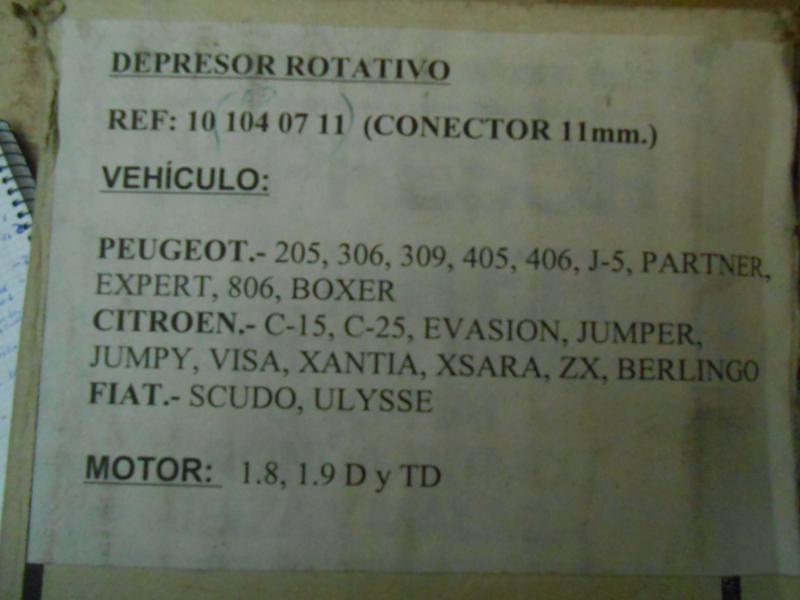 DEPRESOR ROTATIVO
REF: 10 104 07 11 (CONECTOR 11mm.)
VEHÍCULO:
PEUGEOT.- 205, 306, 309, 405, 406, J-5, PARTNER,
EXPERT, 806, BOXER
CITROEN.- C-15, C-25, EVASION, JUMPER,
JUMPY, VISA, XANTIA, XSARA, ZX, BERLINGO
FIAT.- SCUDO, ULYSSE
MOTOR: 1.8, 1.9 D y TD